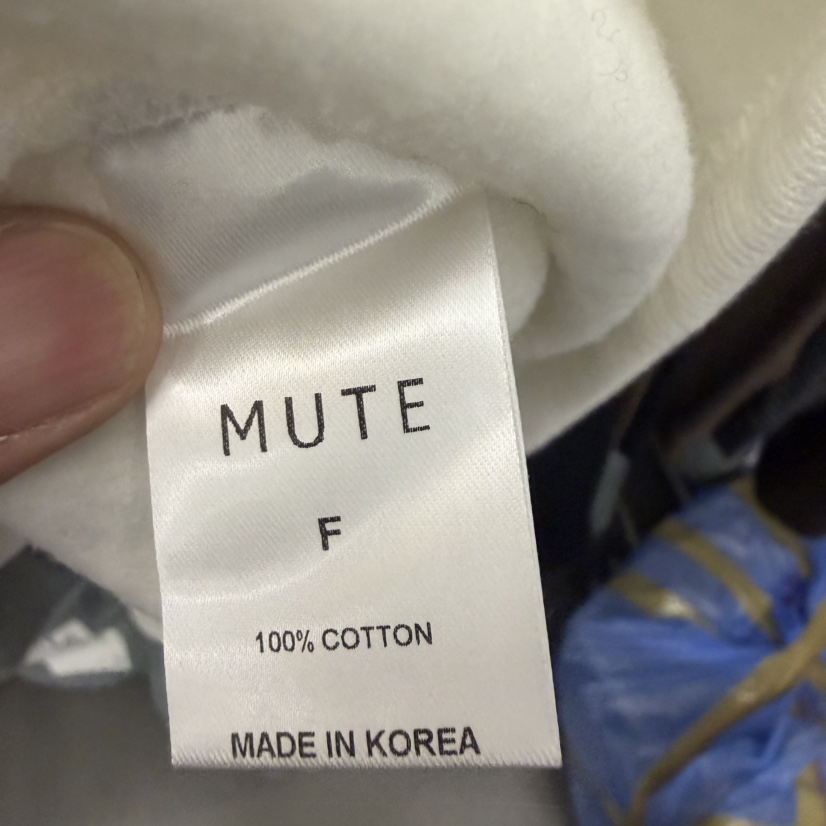 MUTE
F
100% COTTON
MADE IN KOREA